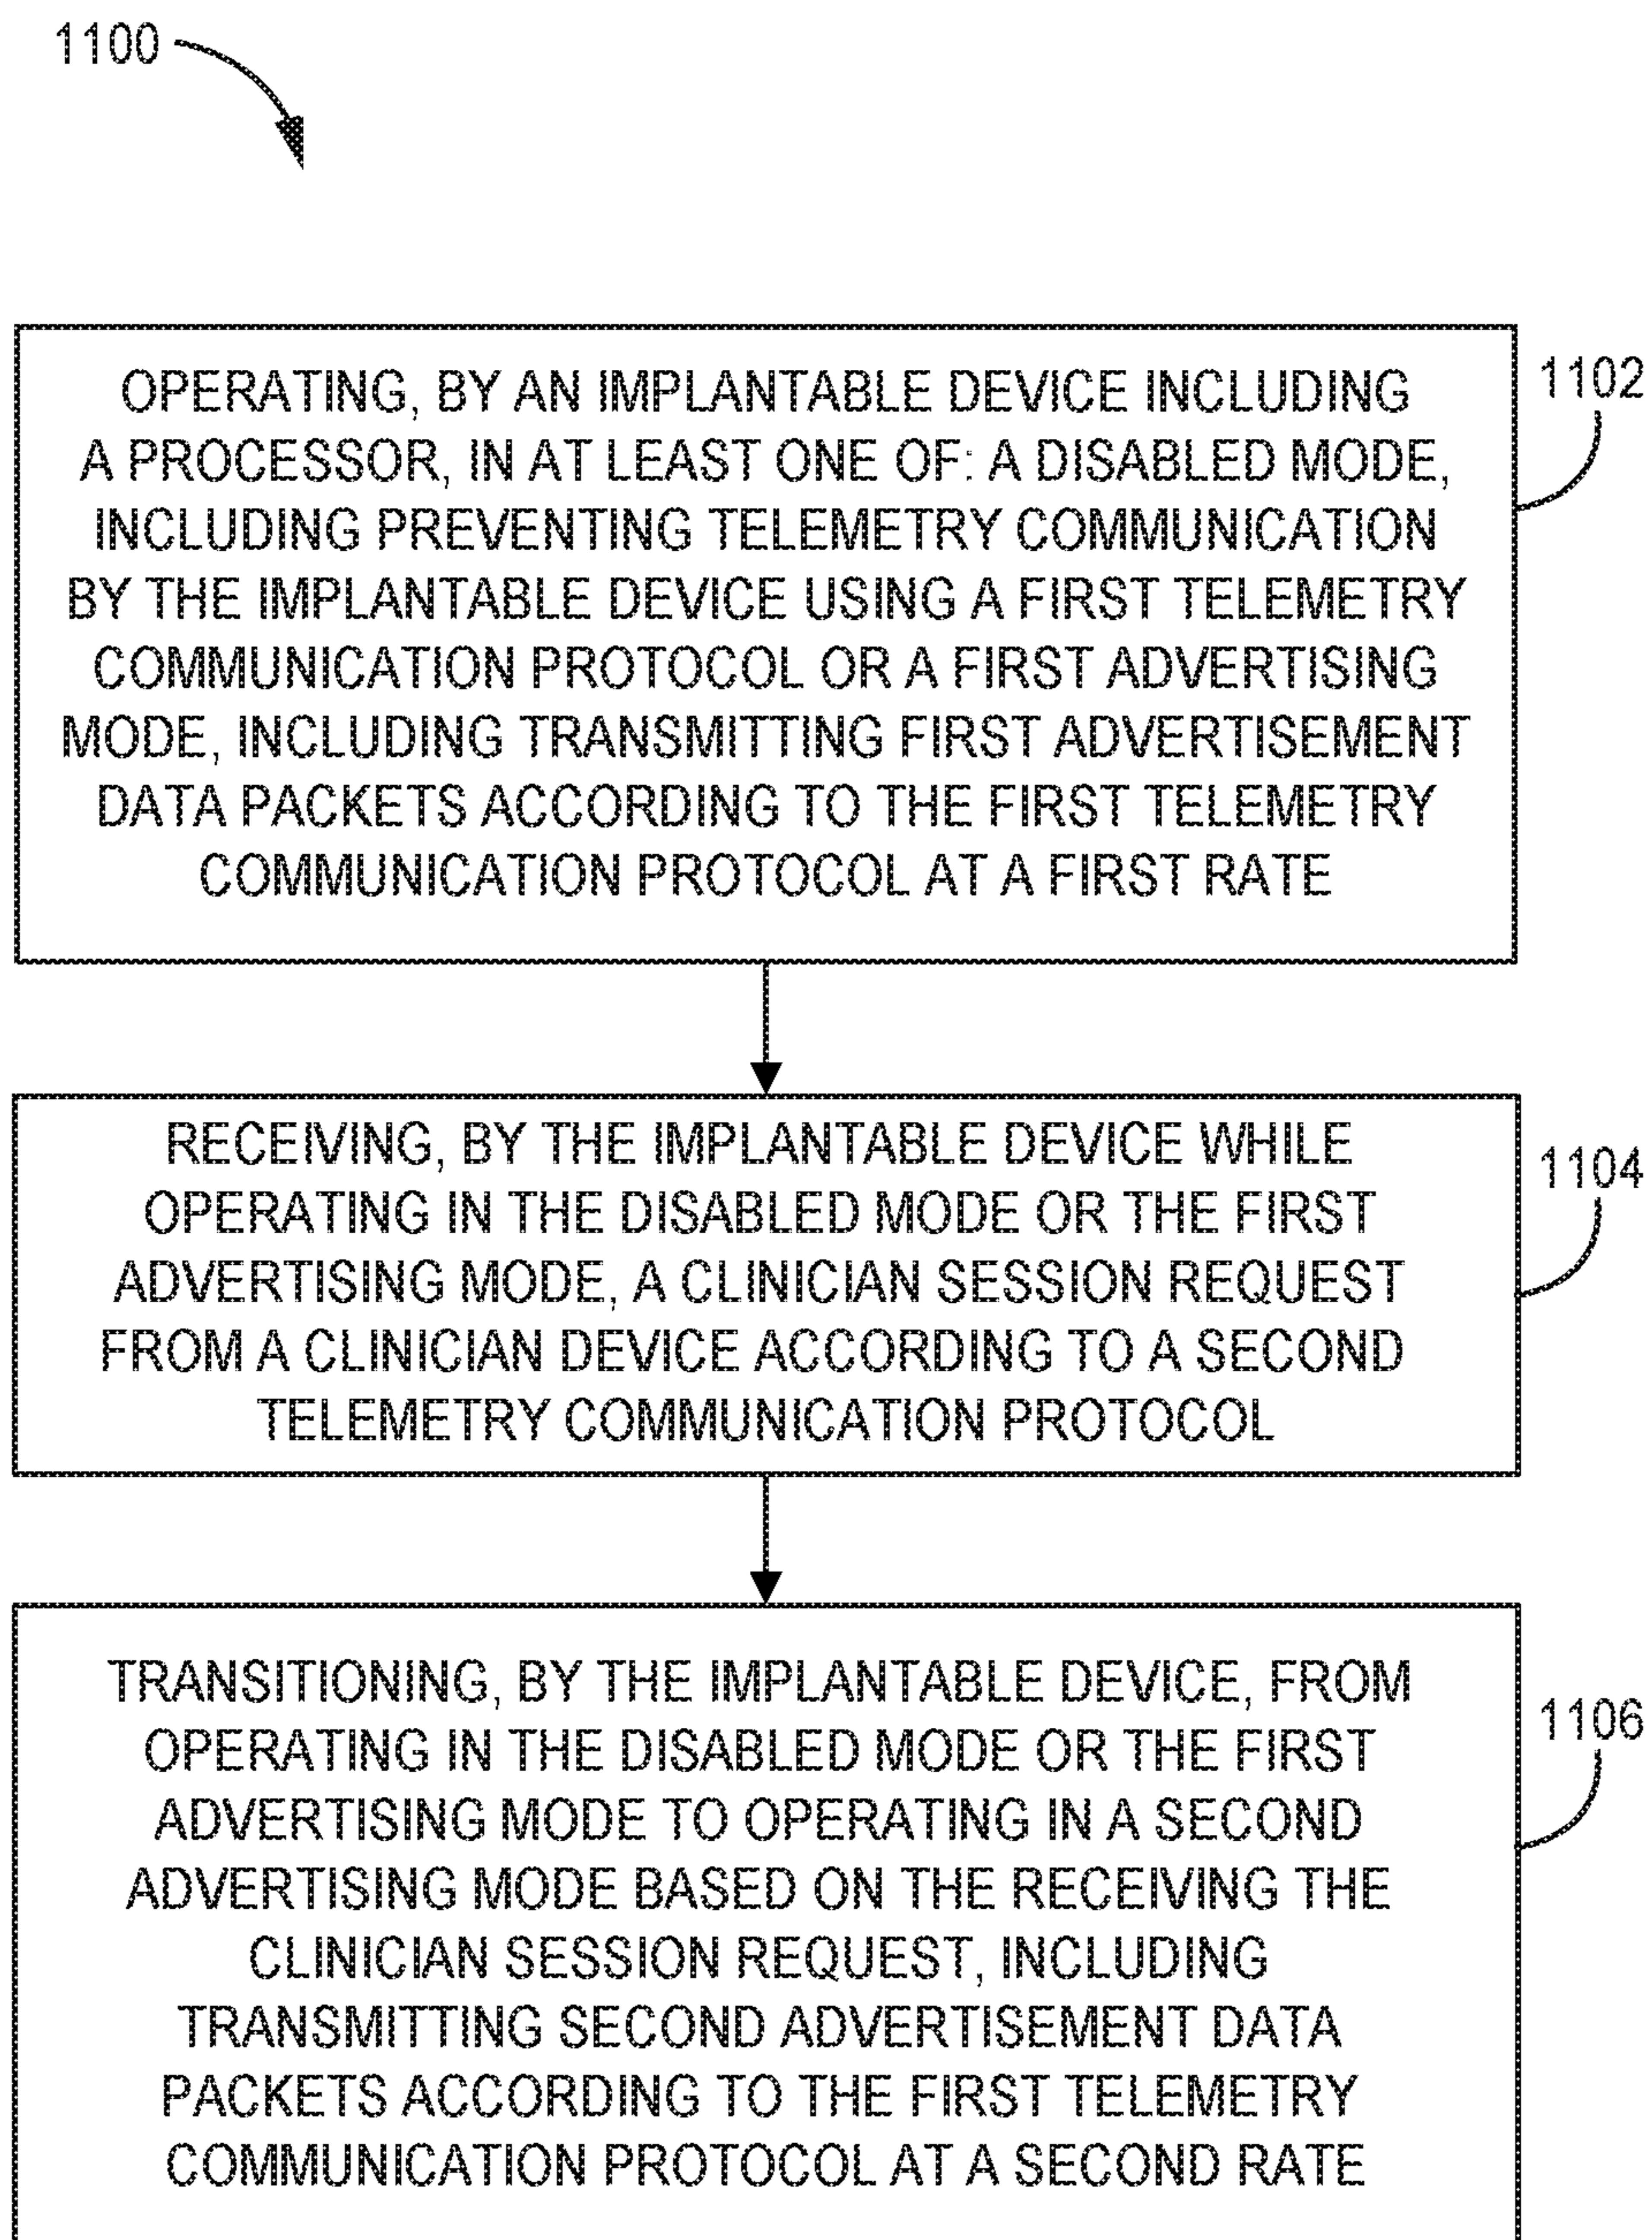 1100
OPERATING, BY AN IMPLANTABLE DEVICE INCLUDING
A PROCESSOR, IN AT LEAST ONE OF: A DISABLED MODE,
INCLUDING PREVENTING TELEMETRY COMMUNICATION
BY THE IMPLANTABLE DEVICE USING A FIRST TELEMETRY
COMMUNICATION PROTOCOL OR A FIRST ADVERTISING
MODE, INCLUDING TRANSMITTING FIRST ADVERTISEMENT
DATA PACKETS ACCORDING TO THE FIRST TELEMETRY
COMMUNICATION PROTOCOL AT A FIRST RATE
1102
RECEIVING, BY THE IMPLANTABLE DEVICE WHILE
OPERATING IN THE DISABLED MODE OR THE FIRST
ADVERTISING MODE, A CLINICIAN SESSION REQUEST
FROM A CLINICIAN DEVICE ACCORDING TO A SECOND
TELEMETRY COMMUNICATION PROTOCOL
1104
TRANSITIONING, BY THE IMPLANTABLE DEVICE, FROM
OPERATING IN THE DISABLED MODE OR THE FIRST
ADVERTISING MODE TO OPERATING IN A SECOND
ADVERTISING MODE BASED ON THE RECEIVING THE
CLINICIAN SESSION REQUEST, INCLUDING
TRANSMITTING SECOND ADVERTISEMENT DATA
PACKETS ACCORDING TO THE FIRST TELEMETRY
COMMUNICATION PROTOCOL AT A SECOND RATE
1106